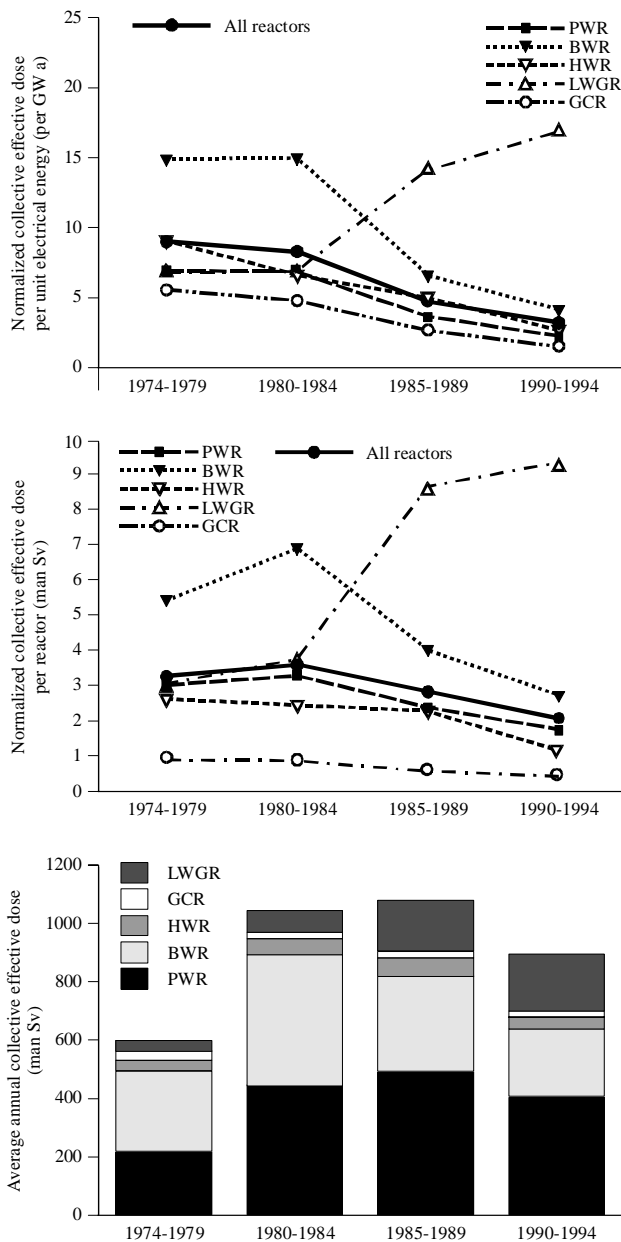 All reactors
PWR
BWR
HWR
LWGR
GCR
Normalized collective effective dose
per unit electrical energy (per GW a)
25
20
15
10
5
0
1974-1979 1980-1984 1985-1989 1990-1994
PWR
BWR
HWR
LWGR
GCR
All reactors
Normalized collective effective dose
per reactor (man Sv)
10
9
8
7
6
5
4
3
2
1
0
1974-1979 1980-1984 1985-1989 1990-1994
LWGR
GCR
HWR
BWR
PWR
Average annual collective effective dose
(man Sv)
1200
1000
800
600
400
200
0
1974-1979 1980-1984 1985-1989 1990-1994